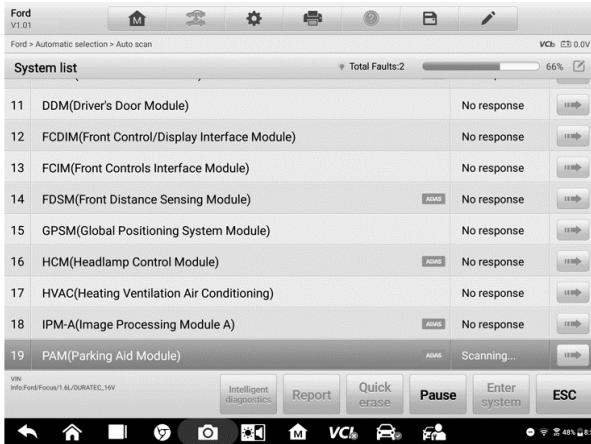 Ford
V1.01
Ford > Automatic selection > Auto scan
VCI 0.0V
System list
Total Faults:2
66%
11 DDM(Driver's Door Module) No response
12 FCDIM(Front Control/Display Interface Module) No response
13 FCIM(Front Controls Interface Module) No response
14 FDSM(Front Distance Sensing Module) ADAS No response
15 GPSM(Global Positioning System Module) No response
16 HCM(Headlamp Control Module) ADAS No response
17 HVAC(Heating Ventilation Air Conditioning) No response
18 IPM-A(Image Processing Module A) ADAS No response
19 PAM(Parking Aid Module) ADAS Scanning...
VIN
Info:Ford/Focus/1.6L/DURATEC_16V
Intelligent diagnostics
Report
Quick erase
Pause
Enter system
ESC
M VCI 48%